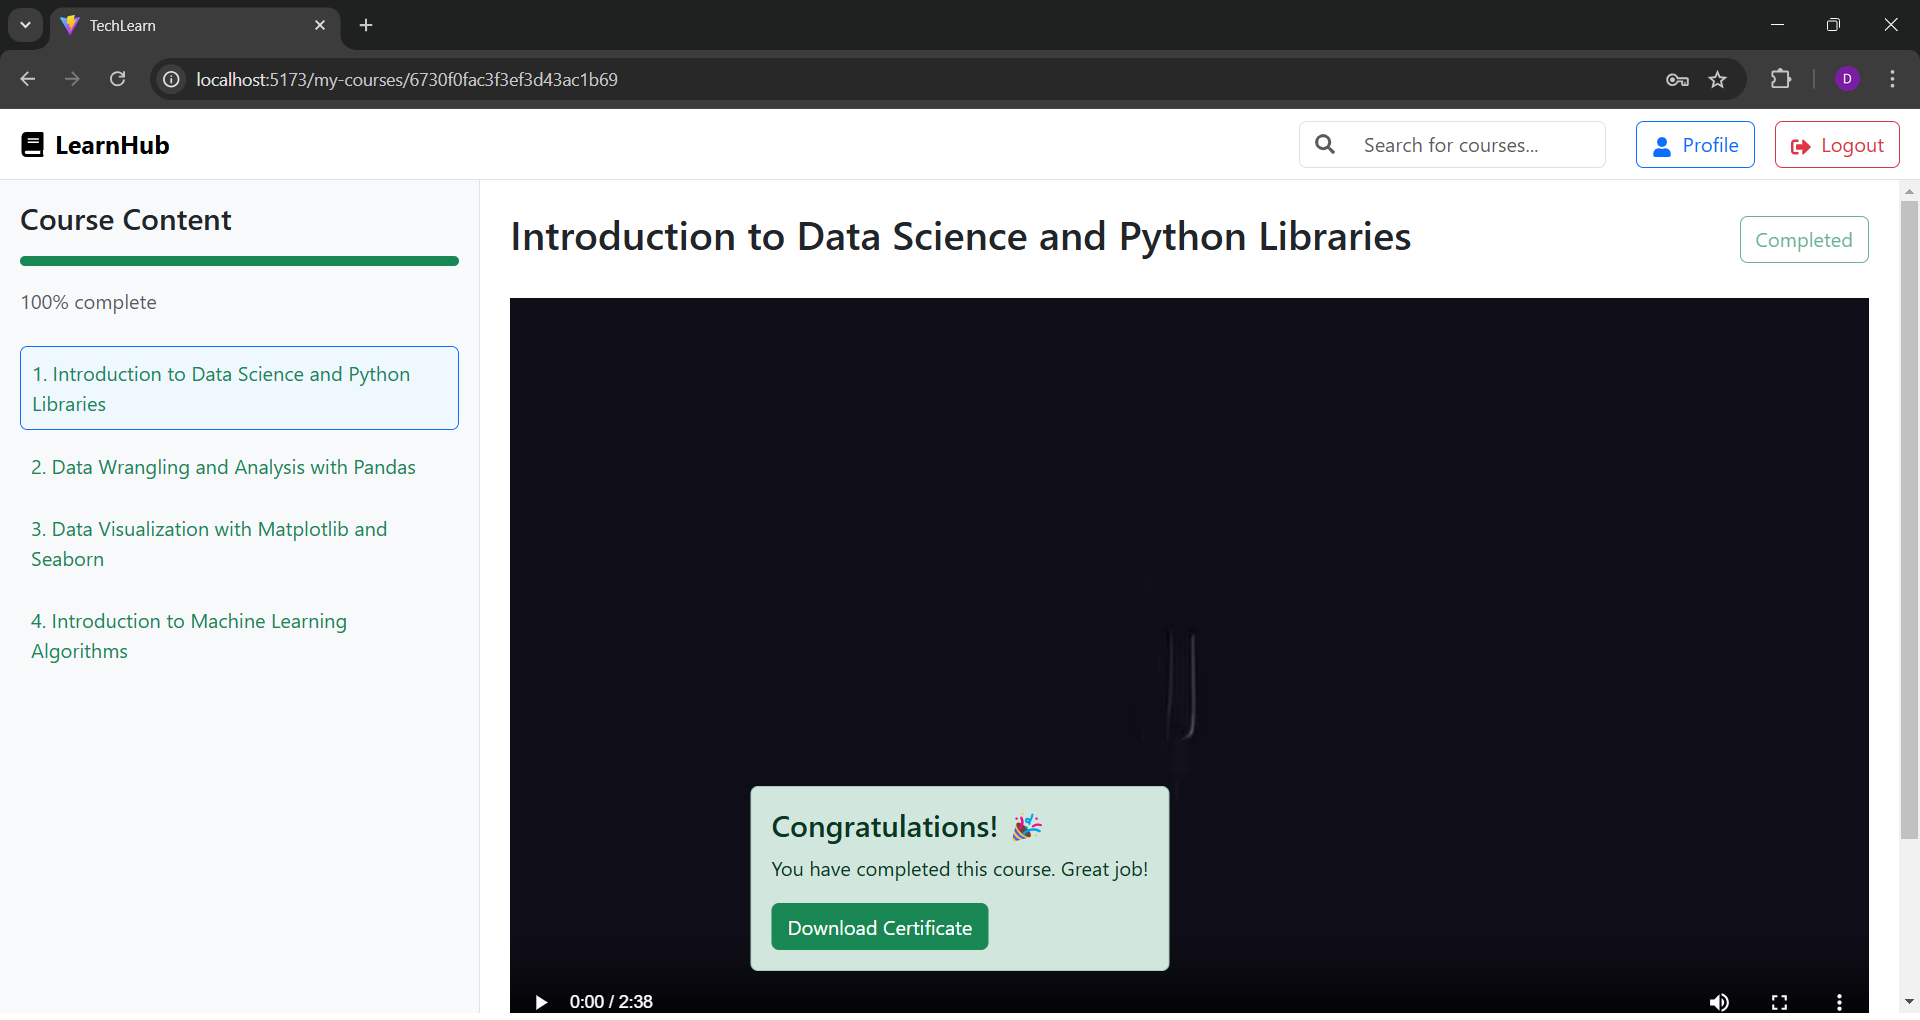 TechLearn
localhost:5173/my-courses/6730f0fac3f3ef3d43ac1b69
D
LearnHub
Search for courses...
Profile
Logout
Course Content
100% complete
1. Introduction to Data Science and Python
Libraries
2. Data Wrangling and Analysis with Pandas
3. Data Visualization with Matplotlib and
Seaborn
4. Introduction to Machine Learning
Algorithms
Introduction to Data Science and Python Libraries
Completed
Congratulations! 🎉
You have completed this course. Great job!
Download Certificate
0:00 / 2:38